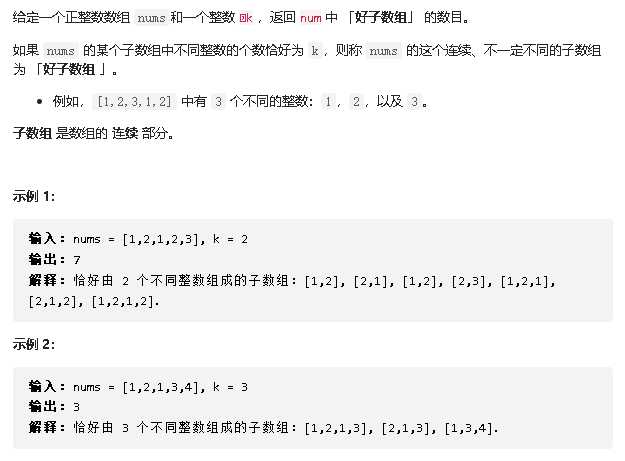 给定一个正整数数组 nums 和一个整数 k ，返回 num 中 「好子数组」 的数目。
如果 nums 的某个子数组中不同整数的个数恰好为 k ，则称 nums 的这个连续、不一定不同的子数组
为 「好子数组 」。
• 例如， [1,2,3,1,2] 中有 3 个不同的整数： 1 ， 2 ，以及 3 。
子数组 是数组的 连续 部分。
示例 1：
输入：nums = [1,2,1,2,3], k = 2
输出：7
解释：恰好由 2 个不同整数组成的子数组：[1,2], [2,1], [1,2], [2,3], [1,2,1],
[2,1,2], [1,2,1,2].
示例 2：
输入：nums = [1,2,1,3,4], k = 3
输出：3
解释：恰好由 3 个不同整数组成的子数组：[1,2,1,3], [2,1,3], [1,3,4].